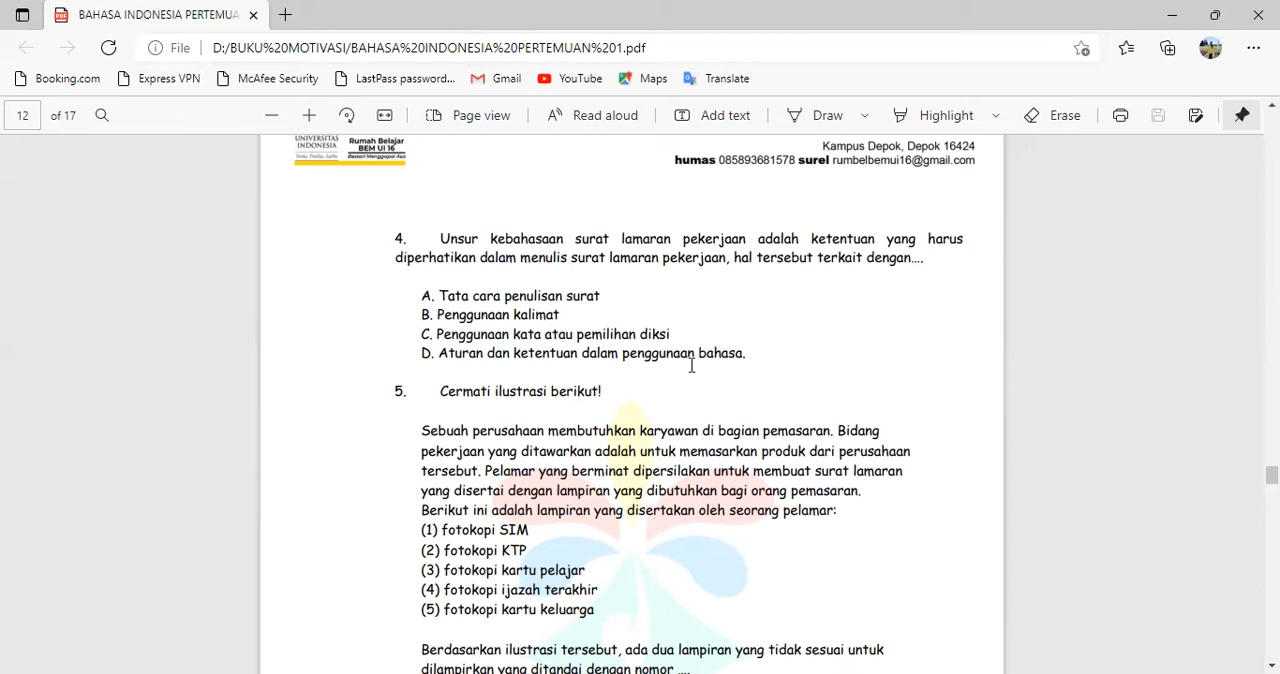 BAHASA INDONESIA PERTEMUA
File D:/BUKU%20MOTIVASI/BAHASA%20INDONESIA%20PERTEMUAN%201.pdf
Booking.com Express VPN McAfee Security LastPass password... Gmail YouTube Maps Translate
12 of 17 Page view Read aloud Add text Draw Highlight Erase
UNIVERSITAS
INDONESIA
Rumah Belajar
BEM UI 16
Kampus Depok, Depok 16424
humas 085893681578 surel rumbelbemui16@gmail.com
4. Unsur kebahasaan surat lamaran pekerjaan adalah ketentuan yang harus
diperhatikan dalam menulis surat lamaran pekerjaan, hal tersebut terkait dengan....
A. Tata cara penulisan surat
B. Penggunaan kalimat
C. Penggunaan kata atau pemilihan diksi
D. Aturan dan ketentuan dalam penggunaan bahasa.
5. Cermati ilustrasi berikut!
Sebuah perusahaan membutuhkan karyawan di bagian pemasaran. Bidang
pekerjaan yang ditawarkan adalah untuk memasarkan produk dari perusahaan
tersebut. Pelamar yang berminat dipersilakan untuk membuat surat lamaran
yang disertai dengan lampiran yang dibutuhkan bagi orang pemasaran.
Berikut ini adalah lampiran yang disertakan oleh seorang pelamar:
(1) fotokopi SIM
(2) fotokopi KTP
(3) fotokopi kartu pelajar
(4) fotokopi ijazah terakhir
(5) fotokopi kartu keluarga
Berdasarkan ilustrasi tersebut, ada dua lampiran yang tidak sesuai untuk
dilampirkan yang ditandai dengan nomor ....